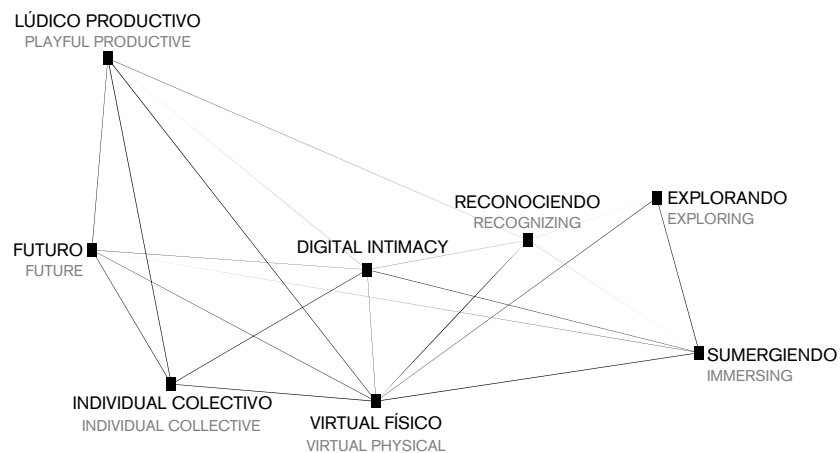 LÚDICO PRODUCTIVO
PLAYFUL PRODUCTIVE
RECONOCIENDO
RECOGNIZING
EXPLORANDO
EXPLORING
FUTURO
FUTURE
DIGITAL INTIMACY
SUMERGIENDO
IMMERSING
INDIVIDUAL COLECTIVO
INDIVIDUAL COLLECTIVE
VIRTUAL FÍSICO
VIRTUAL PHYSICAL